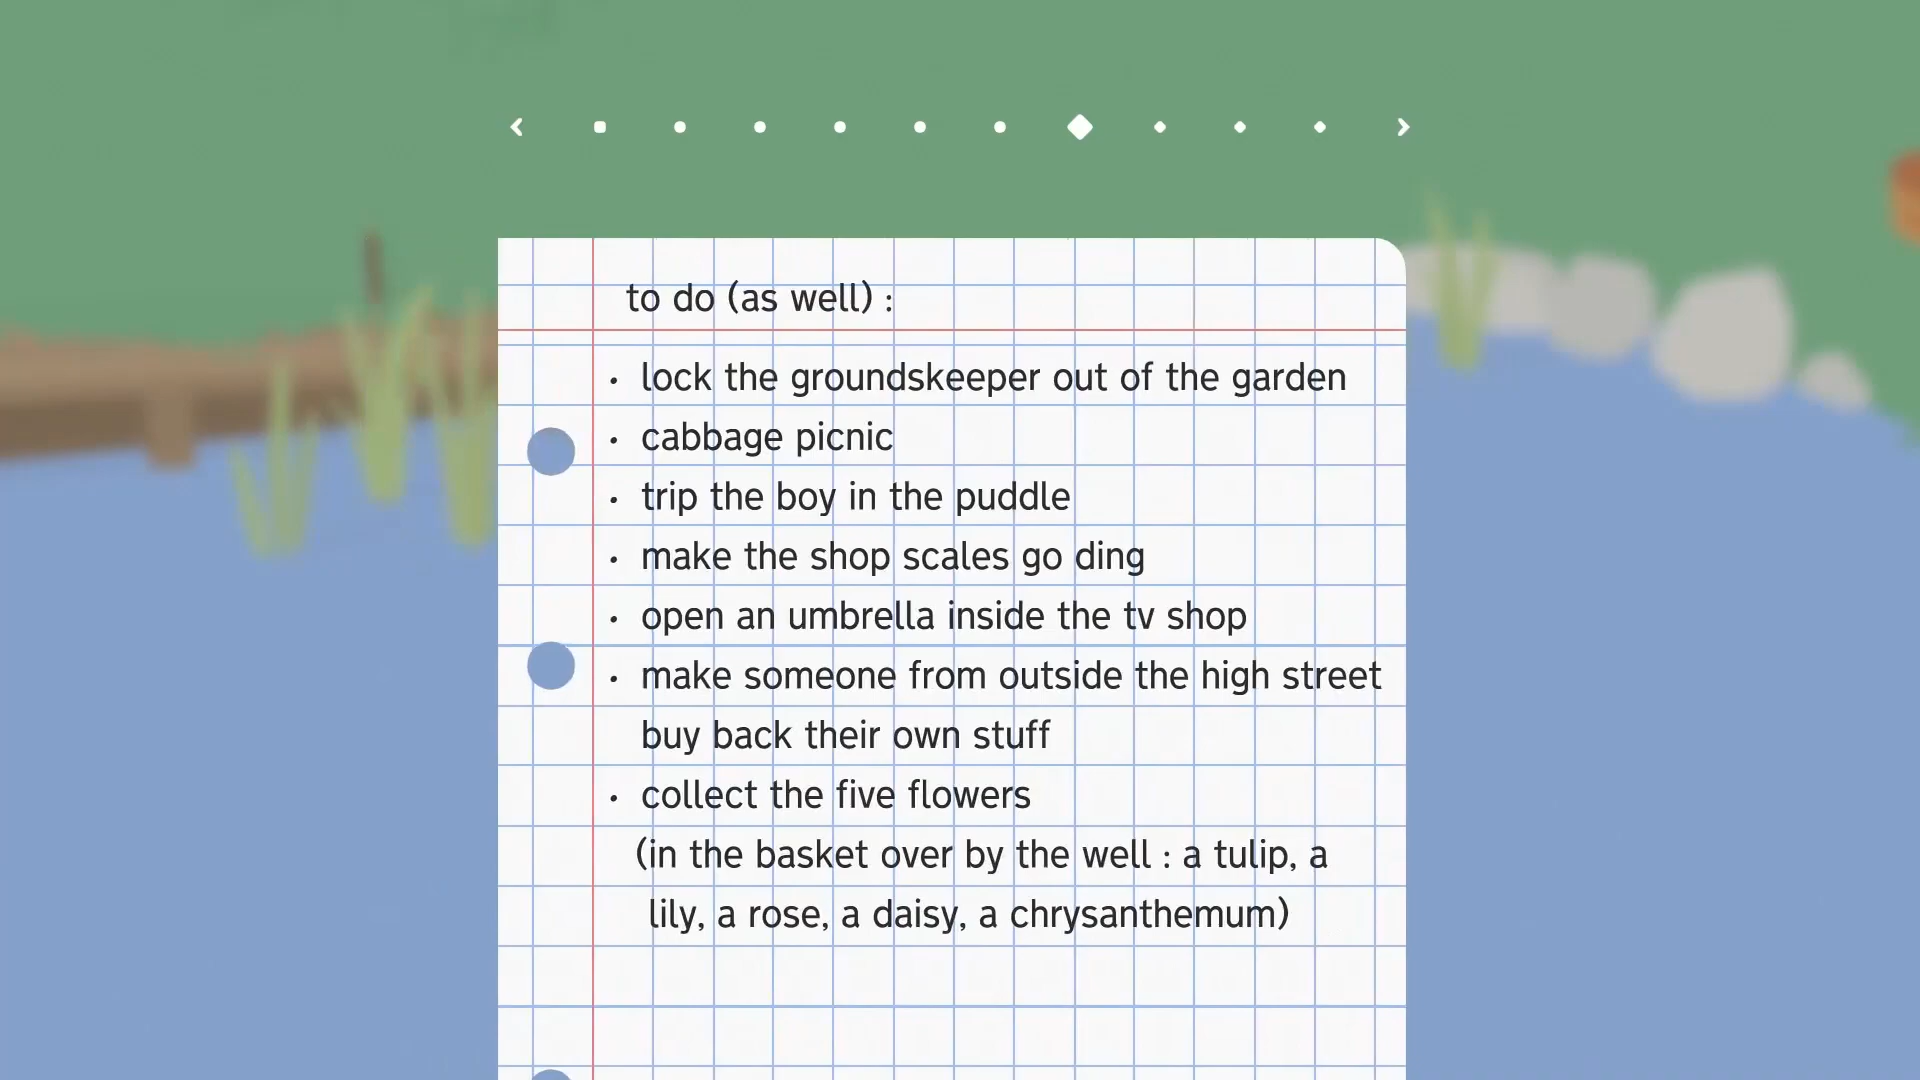 to do (as well) :
• lock the groundskeeper out of the garden
• cabbage picnic
• trip the boy in the puddle
• make the shop scales go ding
• open an umbrella inside the tv shop
• make someone from outside the high street
buy back their own stuff
• collect the five flowers
(in the basket over by the well : a tulip, a
lily, a rose, a daisy, a chrysanthemum)